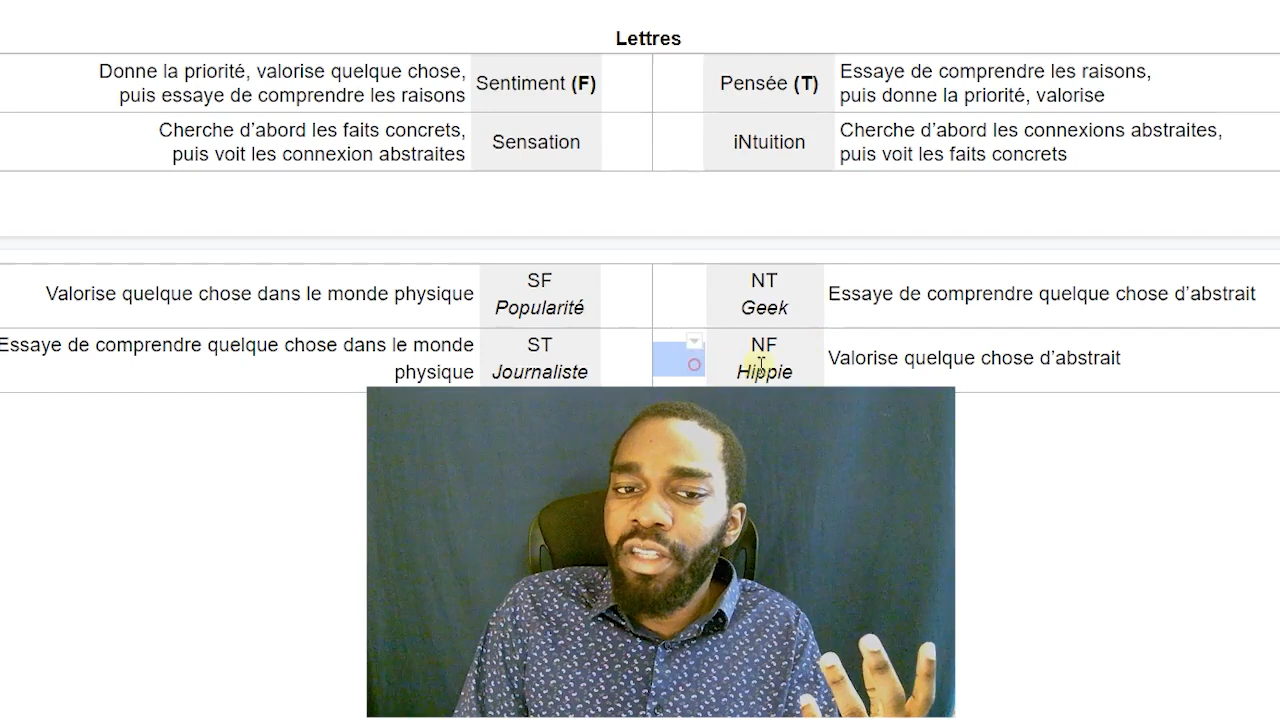 Lettres
Donne la priorité, valorise quelque chose,
puis essaye de comprendre les raisons
Sentiment (F)
Pensée (T)
Essaye de comprendre les raisons,
puis donne la priorité, valorise
Cherche d’abord les faits concrets,
puis voit les connexion abstraites
Sensation
iNtuition
Cherche d’abord les connexions abstraites,
puis voit les faits concrets
Valorise quelque chose dans le monde physique
SF
Popularité
NT
Geek
Essaye de comprendre quelque chose d’abstrait
Essaye de comprendre quelque chose dans le monde
physique
ST
Journaliste
NF
Hippie
Valorise quelque chose d’abstrait